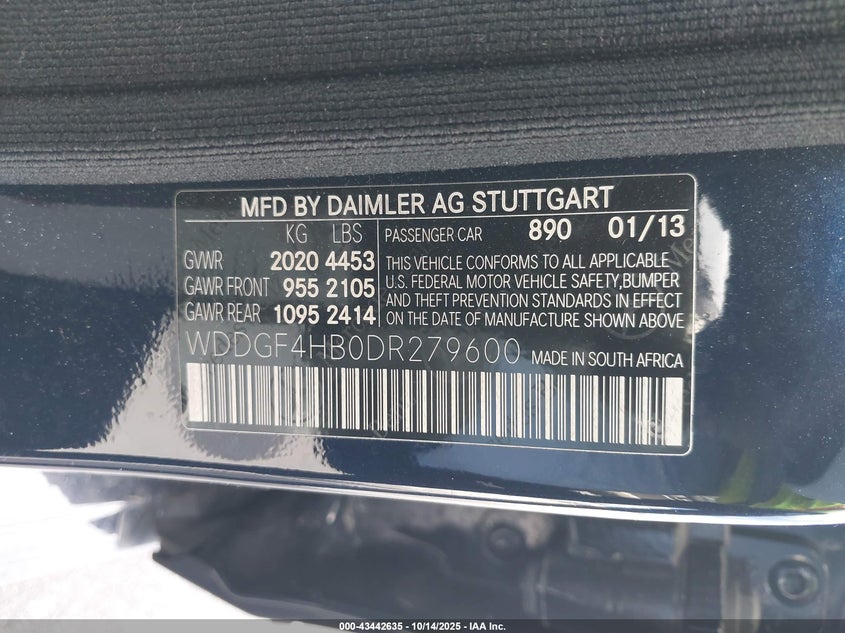 MFD BY DAIMLER AG STUTTGART
KG LBS
GVWR 2020 4453
GAWR FRONT 955 2105
GAWR REAR 1095 2414
PASSENGER CAR 890 01/13
THIS VEHICLE CONFORMS TO ALL APPLICABLE
U.S. FEDERAL MOTOR VEHICLE SAFETY,BUMPER
AND THEFT PREVENTION STANDARDS IN EFFECT
ON DATE OF MANUFACTURE SHOWN ABOVE
WDDGF4HB0DR279600 MADE IN SOUTH AFRICA
000-43442635 - 10/14/2025 - IAA Inc.